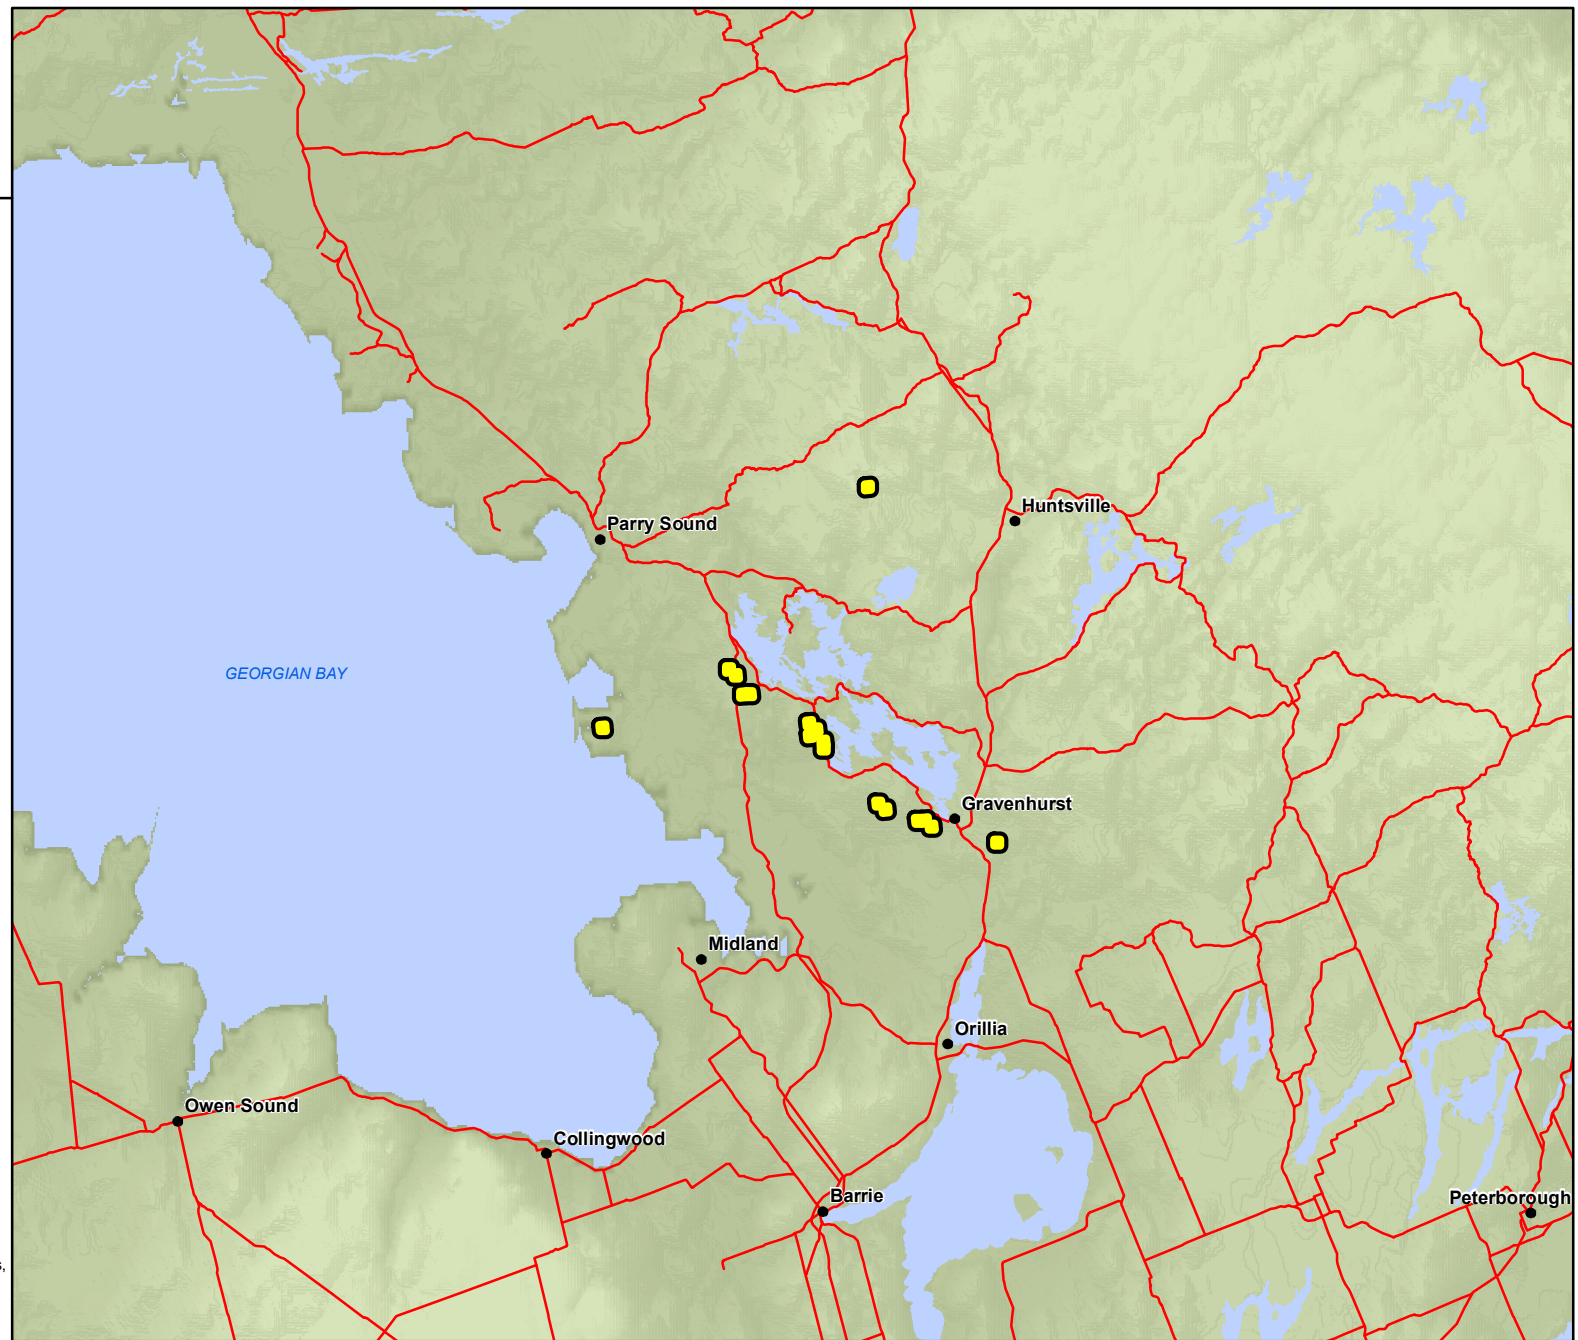 Huntsville
Parry Sound
GEORGIAN BAY
Gravenhurst
Midland
Orillia
Owen Sound
Collingwood
Barrie
Peterborough